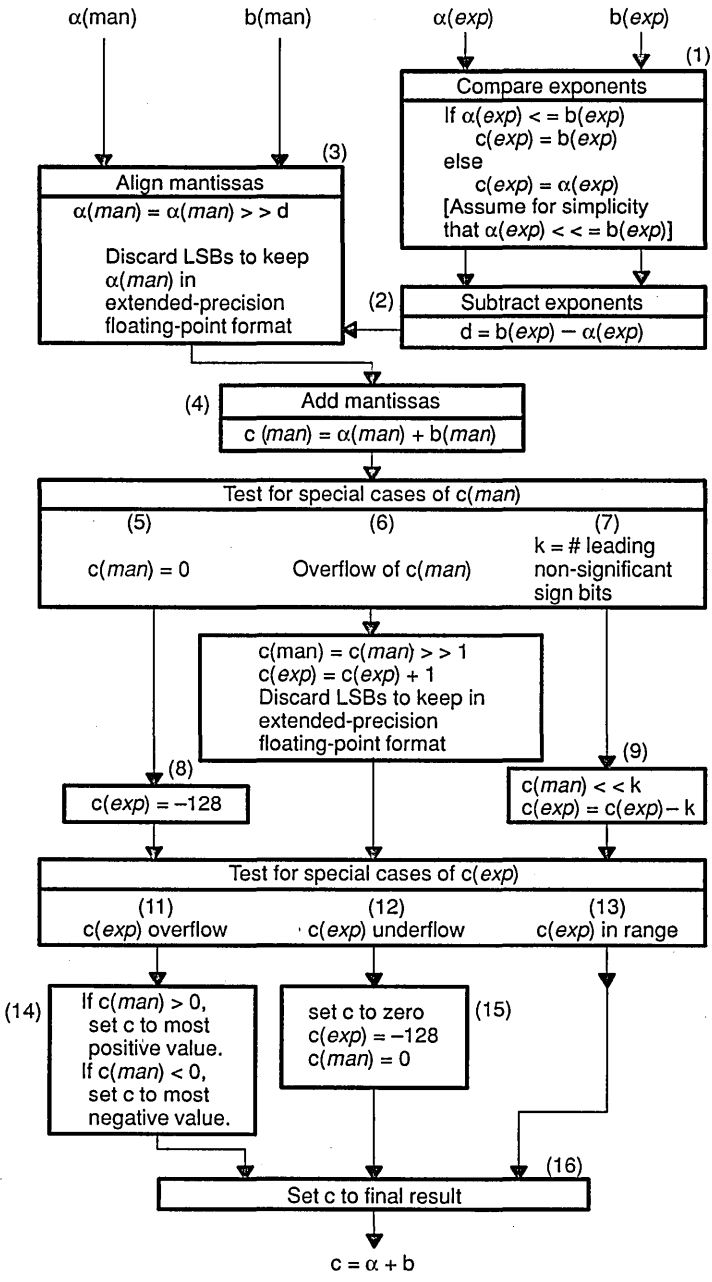 α(man) b(man) α(exp) b(exp)
(1)
Compare exponents
If α(exp) < = b(exp)
c(exp) = b(exp)
else
c(exp) = α(exp)
[Assume for simplicity
that α(exp) < < = b(exp)]
(3)
Align mantissas
α(man) = α(man) > > d
Discard LSBs to keep
α(man) in
extended-precision
floating-point format
(2)
Subtract exponents
d = b(exp) – α(exp)
(4)
Add mantissas
c (man) = α(man) + b(man)
Test for special cases of c(man)
(5) (6) (7)
c(man) = 0
Overflow of c(man)
k = # leading
non-significant
sign bits
c(man) = c(man) > > 1
c(exp) = c(exp) + 1
Discard LSBs to keep in
extended-precision
floating-point format
(8)
c(exp) = –128
(9)
c(man) < < k
c(exp) = c(exp) – k
Test for special cases of c(exp)
(11) (12) (13)
c(exp) overflow c(exp) underflow c(exp) in range
(14)
If c(man) > 0,
set c to most
positive value.
If c(man) < 0,
set c to most
negative value.
(15)
set c to zero
c(exp) = –128
c(man) = 0
(16)
Set c to final result
c = α + b